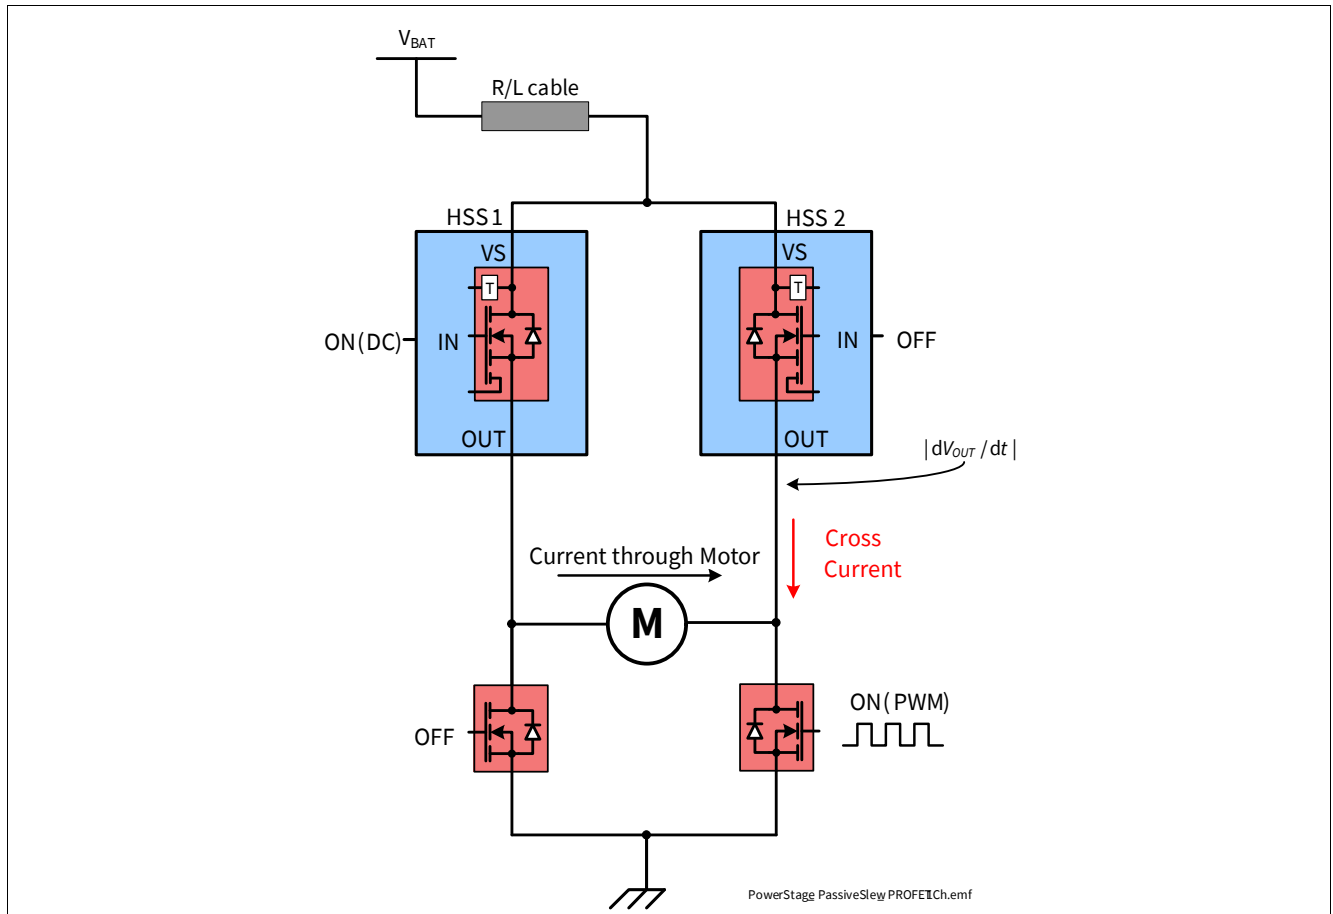 VBAT
R/L cable
HSS 1
HSS 2
VS
VS
T
T
ON(DC)
IN
IN
OFF
OUT
OUT
|dVOUT /dt|
Cross
Current
Current through Motor
M
ON(PWM)
OFF
PowerStage PassiveSlew PROFET1Ch.emf